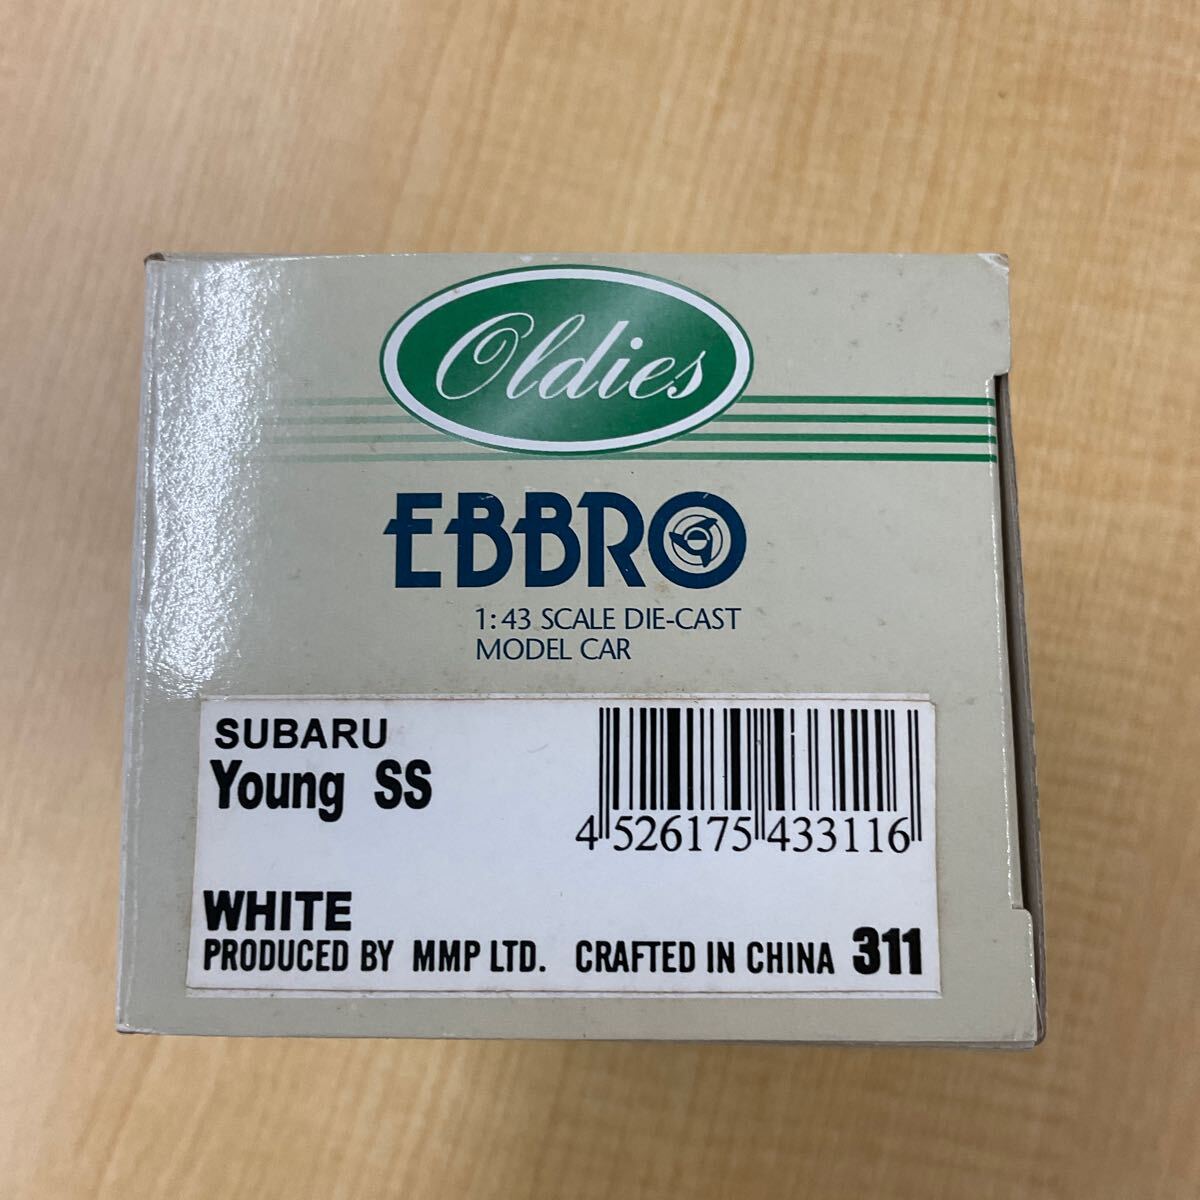 Oldies
EBBRO
1:43 SCALE DIE-CAST
MODEL CAR
SUBARU
Young SS
4 526175 433116
WHITE
PRODUCED BY MMP LTD. CRAFTED IN CHINA 311